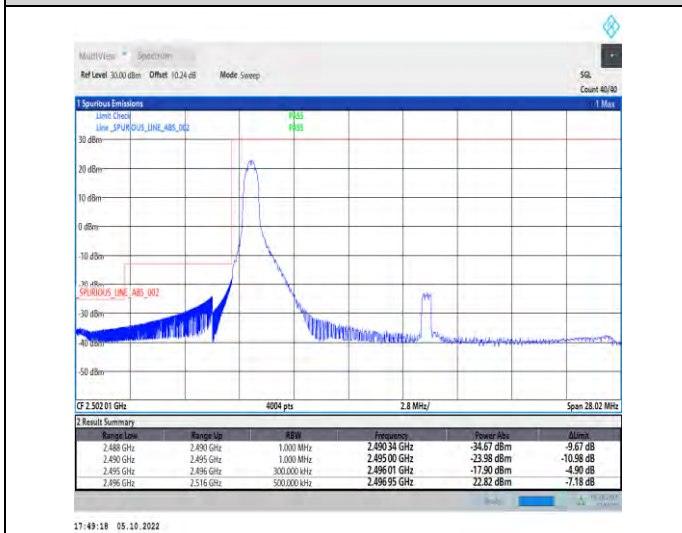 MultiView Spectrum
Ref Level 30.00 dBm Offset 10.24 dB Mode Sweep SGL
Count 40/40
1 Spurious Emissions 1 Max
Limit Check PASS
Line _SPURIOUS_LINE_ABS_002 PASS
30 dBm
20 dBm
10 dBm
0 dBm
-10 dBm
-20 dBm
_SPURIOUS_LINE_ABS_002
-30 dBm
-40 dBm
-50 dBm
CF 2.502 01 GHz 4004 pts 2.8 MHz/ Span 28.02 MHz
2 Result Summary
Range Low Range Up RBW Frequency Power Abs ΔLimit
2.488 GHz 2.490 GHz 1.000 MHz 2.490 34 GHz -34.67 dBm -9.67 dB
2.490 GHz 2.495 GHz 1.000 MHz 2.495 00 GHz -23.98 dBm -10.98 dB
2.495 GHz 2.496 GHz 300.000 kHz 2.496 01 GHz -17.90 dBm -4.90 dB
2.496 GHz 2.516 GHz 500.000 kHz 2.496 95 GHz 22.82 dBm -7.18 dB
17:49:18 05.10.2022